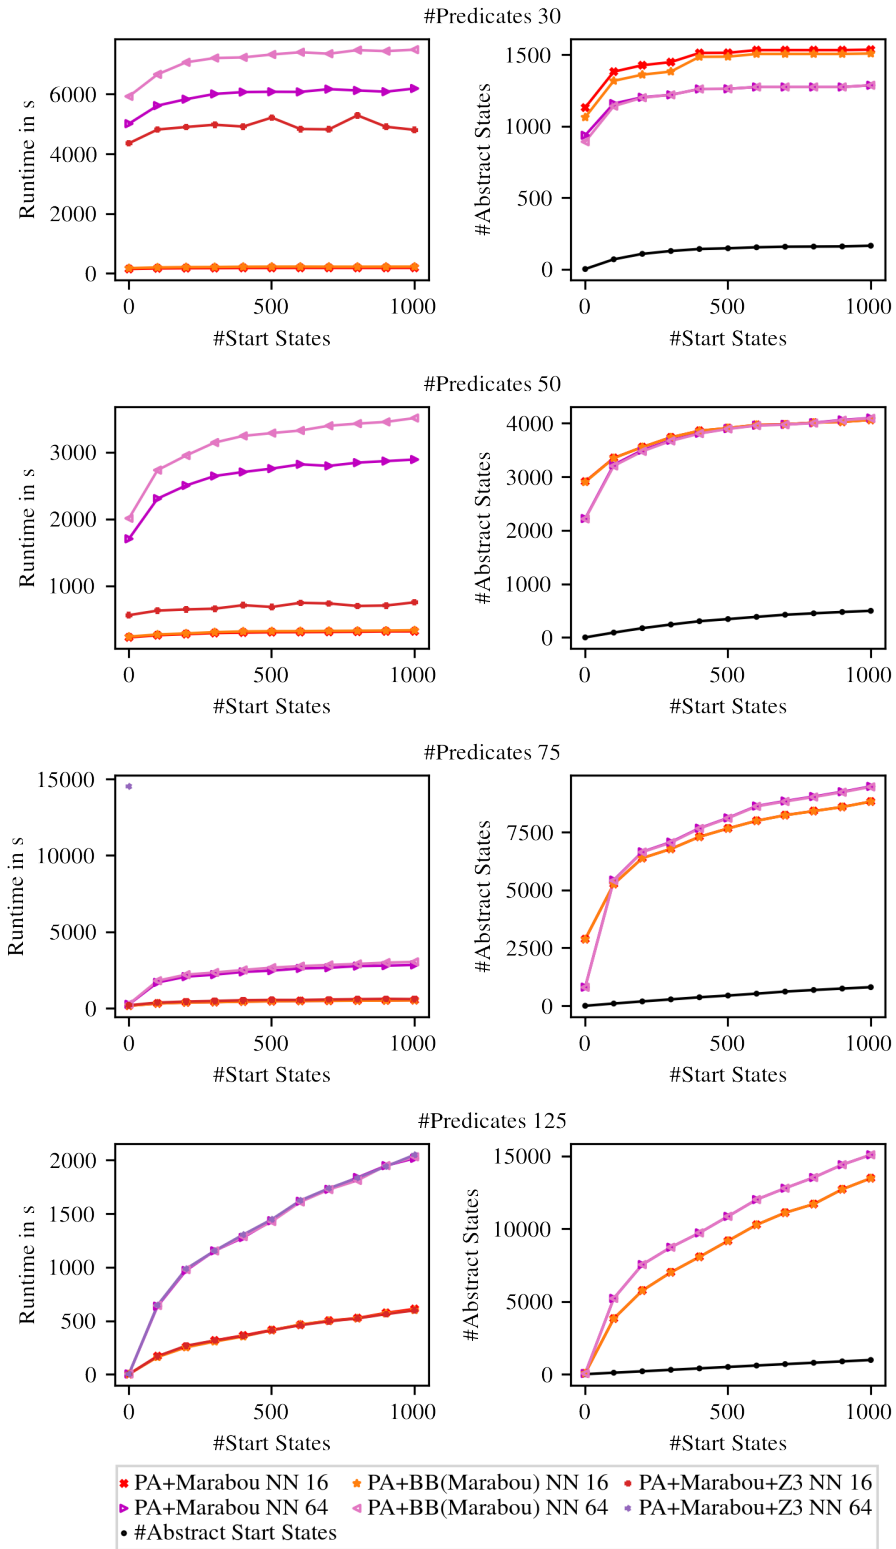 #Predicates 30
Runtime in s
6000
4000
2000
0
0 500 1000
#Start States
#Abstract States
1500
1000
500
0
0 500 1000
#Start States
#Predicates 50
Runtime in s
3000
2000
1000
0 500 1000
#Start States
#Abstract States
4000
3000
2000
1000
0
0 500 1000
#Start States
#Predicates 75
Runtime in s
15000
10000
5000
0
0 500 1000
#Start States
#Abstract States
7500
5000
2500
0
0 500 1000
#Start States
#Predicates 125
Runtime in s
2000
1500
1000
500
0
0 500 1000
#Start States
#Abstract States
15000
10000
5000
0
0 500 1000
#Start States
PA+Marabou NN 16 PA+BB(Marabou) NN 16 PA+Marabou+Z3 NN 16
PA+Marabou NN 64 PA+BB(Marabou) NN 64 PA+Marabou+Z3 NN 64
#Abstract Start States